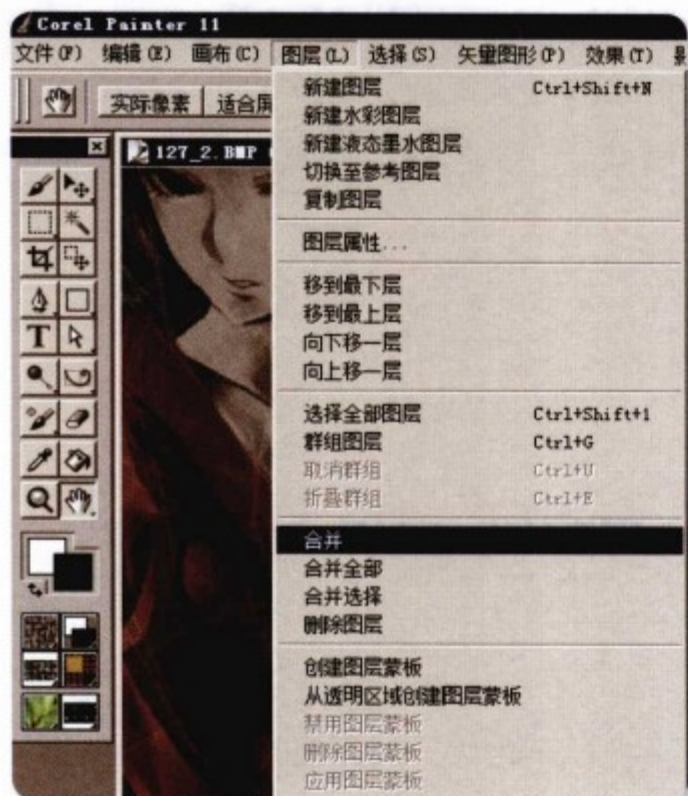 Corel Painter 11
文件(F) 编辑(E) 画布(C) 图层(L) 选择(S) 矢量图形(P) 效果(T)
实际像素 适合屏
127_2.BMP
新建图层 Ctrl+Shift+N
新建水彩图层
新建液态墨水图层
切换至参考图层
复制图层
图层属性...
移到最下层
移到最上层
向下移一层
向上移一层
选择全部图层 Ctrl+Shift+1
群组图层 Ctrl+G
取消群组 Ctrl+U
折叠群组 Ctrl+E
合并
合并全部
合并选择
删除图层
创建图层蒙板
从透明区域创建图层蒙板
禁用图层蒙板
删除图层蒙板
应用图层蒙板
T